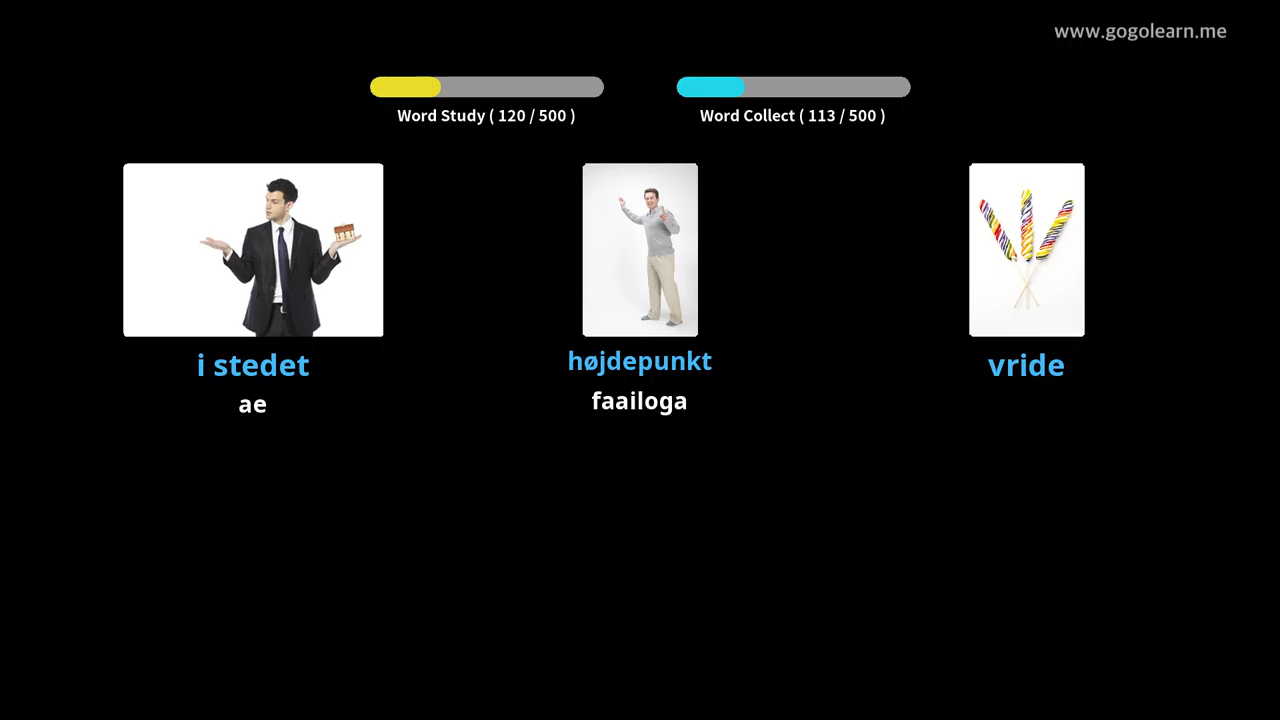 www.gogolearn.me
Word Study ( 120 / 500 )
Word Collect ( 113 / 500 )
i stedet
ae
højdepunkt
faailoga
vride